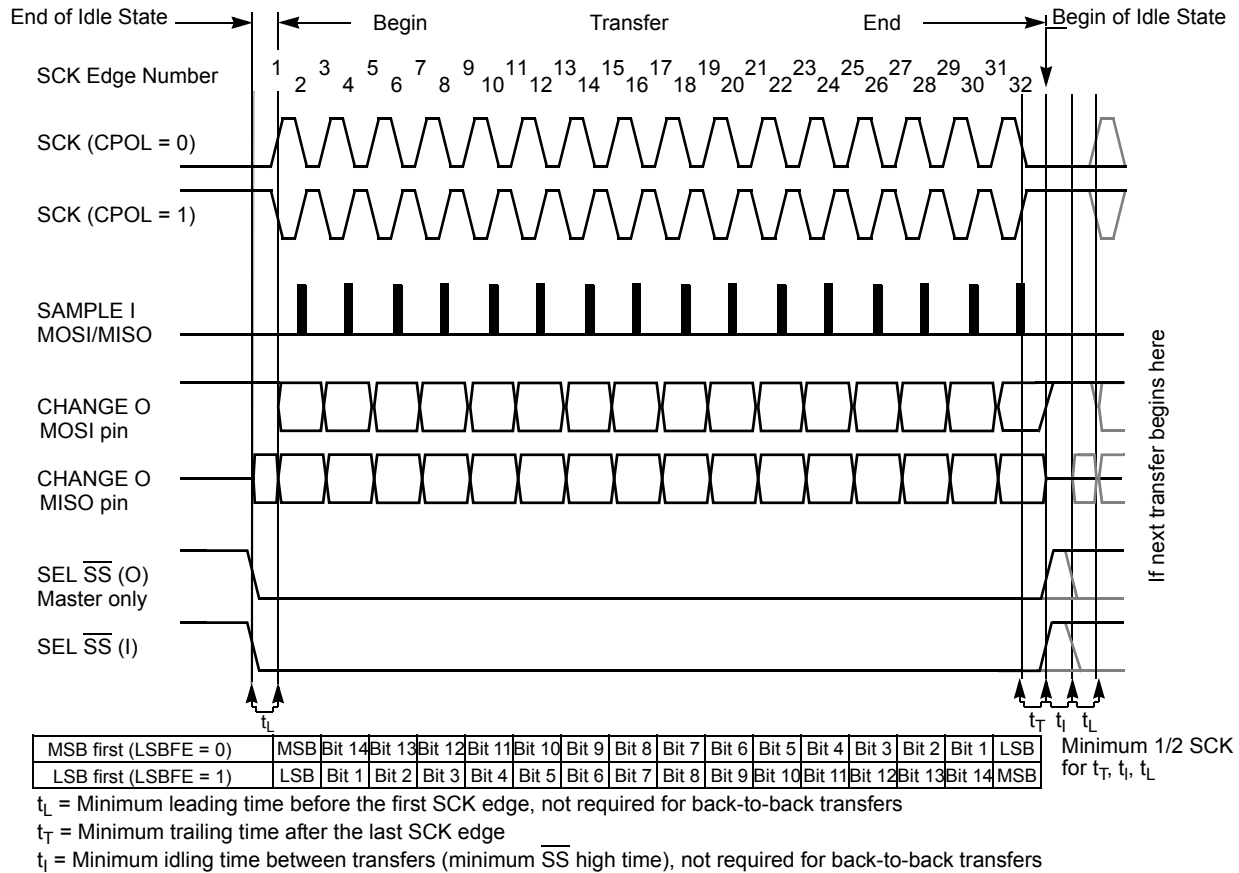 End of Idle State
Begin
Transfer
End
Begin of Idle State
SCK Edge Number
1 2 3 4 5 6 7 8 9 10 11 12 13 14 15 16 17 18 19 20 21 22 23 24 25 26 27 28 29 30 31 32
SCK (CPOL = 0)
SCK (CPOL = 1)
SAMPLE I
MOSI/MISO
CHANGE O
MOSI pin
CHANGE O
MISO pin
SEL S̅S̅ (O)
Master only
SEL S̅S̅ (I)
If next transfer begins here
tL
tT tI tL
MSB first (LSBFE = 0) MSB Bit 14 Bit 13 Bit 12 Bit 11 Bit 10 Bit 9 Bit 8 Bit 7 Bit 6 Bit 5 Bit 4 Bit 3 Bit 2 Bit 1 LSB
LSB first (LSBFE = 1) LSB Bit 1 Bit 2 Bit 3 Bit 4 Bit 5 Bit 6 Bit 7 Bit 8 Bit 9 Bit 10 Bit 11 Bit 12 Bit 13 Bit 14 MSB
Minimum 1/2 SCK
for tT, tI, tL
tL = Minimum leading time before the first SCK edge, not required for back-to-back transfers
tT = Minimum trailing time after the last SCK edge
tI = Minimum idling time between transfers (minimum S̅S̅ high time), not required for back-to-back transfers